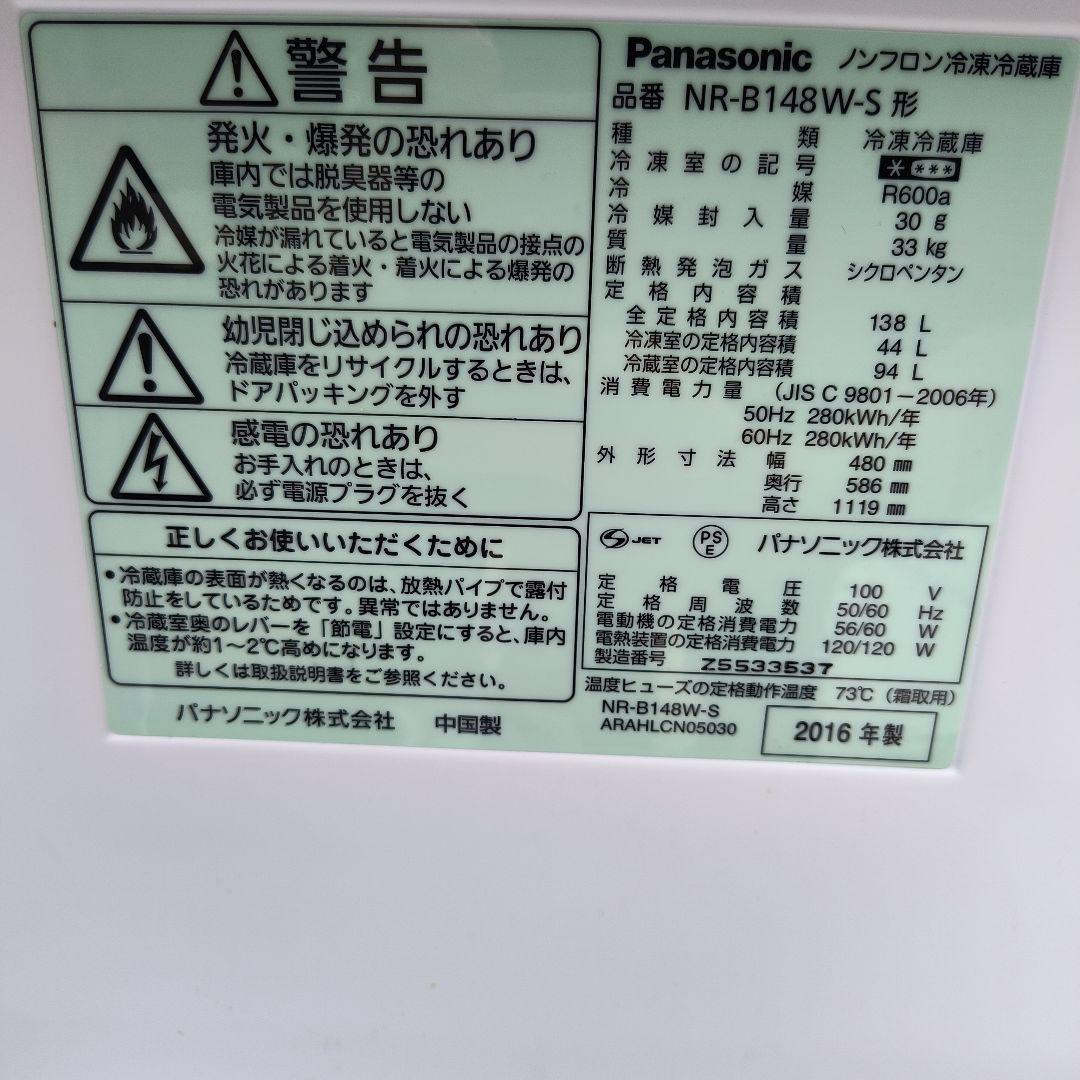 警告
発火・爆発の恐れあり
庫内では脱臭器等の
電気製品を使用しない
冷媒が漏れていると電気製品の接点の
火花による着火・着火による爆発の
恐れがあります
幼児閉じ込められの恐れあり
冷蔵庫をリサイクルするときは、
ドアパッキングを外す
感電の恐れあり
お手入れのときは、
必ず電源プラグを抜く
正しくお使いいただくために
•冷蔵庫の表面が熱くなるのは、放熱パイプで露付
防止をしているためです。異常ではありません。
•冷蔵室奥のレバーを「節電」設定にすると、庫内
温度が約1~2℃高めになります。
詳しくは取扱説明書をご参照ください。
パナソニック株式会社 中国製
Panasonic ノンフロン冷凍冷蔵庫
品番 NR-B148W-S 形
種類 冷凍冷蔵庫
冷凍室の記号 * ***
冷媒 R600a
冷媒封入量 30 g
質量 33 kg
断熱発泡ガス シクロペンタン
定格内容積
全定格内容積 138 L
冷凍室の定格内容積 44 L
冷蔵室の定格内容積 94 L
消費電力量 (JIS C 9801-2006年)
50Hz 280kWh/年
60Hz 280kWh/年
外形寸法 幅 480 mm
奥行 586 mm
高さ 1119 mm
JET PS E パナソニック株式会社
定格電圧 100 V
定格周波数 50/60 Hz
電動機の定格消費電力 56/60 W
電熱装置の定格消費電力 120/120 W
製造番号 Z5533537
温度ヒューズの定格動作温度 73℃(霜取用)
NR-B148W-S
ARAHLCN05030
2016 年製